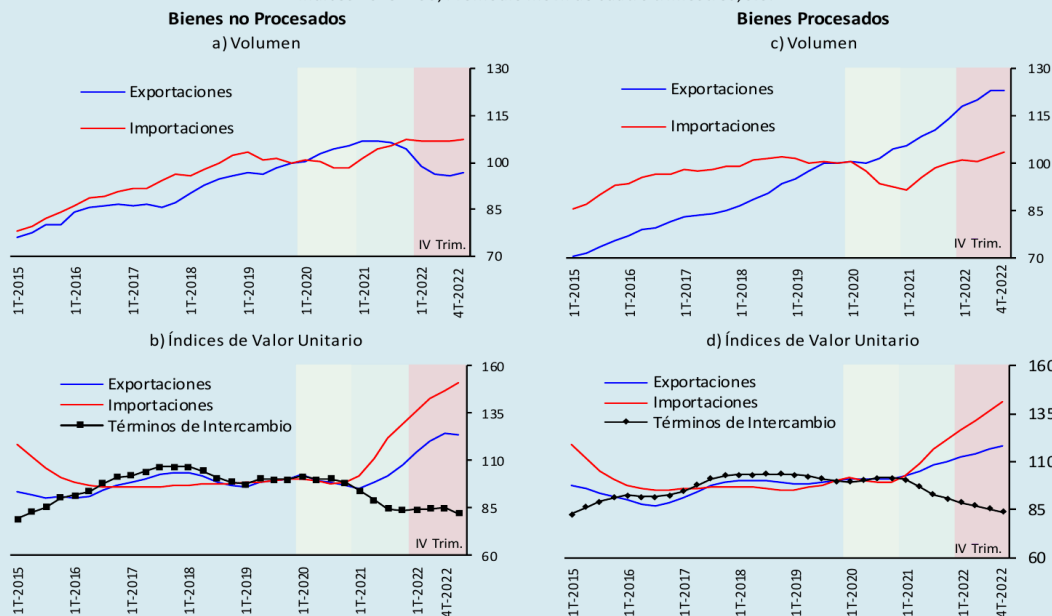 Bienes no Procesados
a) Volumen
Exportaciones
Importaciones
130
115
100
85
70
IV Trim.
1T-2015
1T-2016
1T-2017
1T-2018
1T-2019
1T-2020
1T-2021
1T-2022
4T-2022
b) Índices de Valor Unitario
Exportaciones
Importaciones
Términos de Intercambio
160
135
110
85
60
IV Trim.
1T-2015
1T-2016
1T-2017
1T-2018
1T-2019
1T-2020
1T-2021
1T-2022
4T-2022
Bienes Procesados
c) Volumen
Exportaciones
Importaciones
130
115
100
85
70
IV Trim.
1T-2015
1T-2016
1T-2017
1T-2018
1T-2019
1T-2020
1T-2021
1T-2022
4T-2022
d) Índices de Valor Unitario
Exportaciones
Importaciones
Términos de Intercambio
160
135
110
85
60
IV Trim.
1T-2015
1T-2016
1T-2017
1T-2018
1T-2019
1T-2020
1T-2021
1T-2022
4T-2022